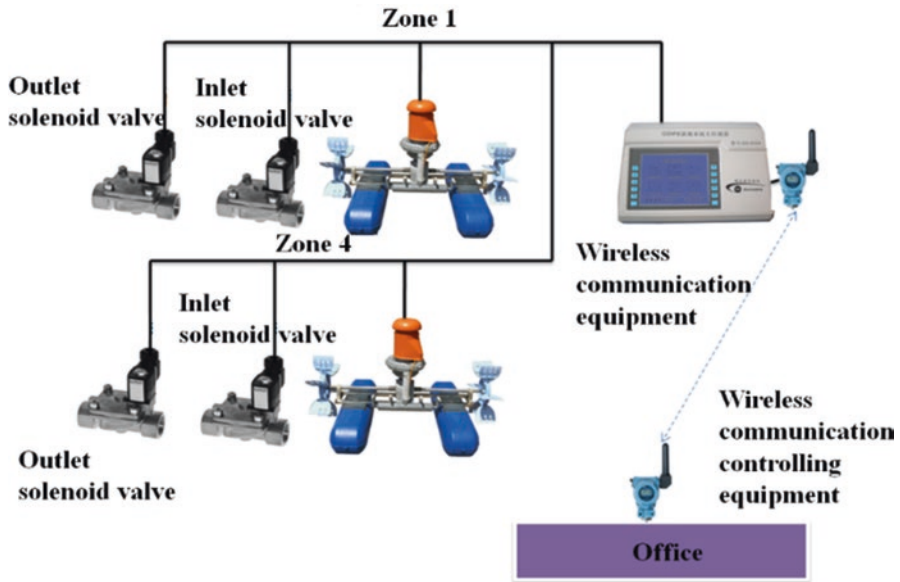 Zone 1
Outlet
solenoid valve
Inlet
solenoid valve
Zone 4
Wireless
communication
equipment
Inlet
solenoid valve
Outlet
solenoid valve
Wireless
communication
controlling
equipment
Office